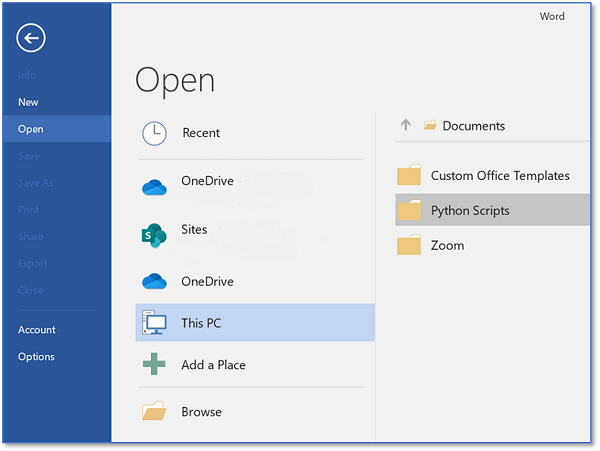 Word
Info
New
Open
Save
Save As
Print
Share
Export
Close
Account
Options
Open
Recent
OneDrive
Sites
OneDrive
This PC
Add a Place
Browse
Documents
Custom Office Templates
Python Scripts
Zoom